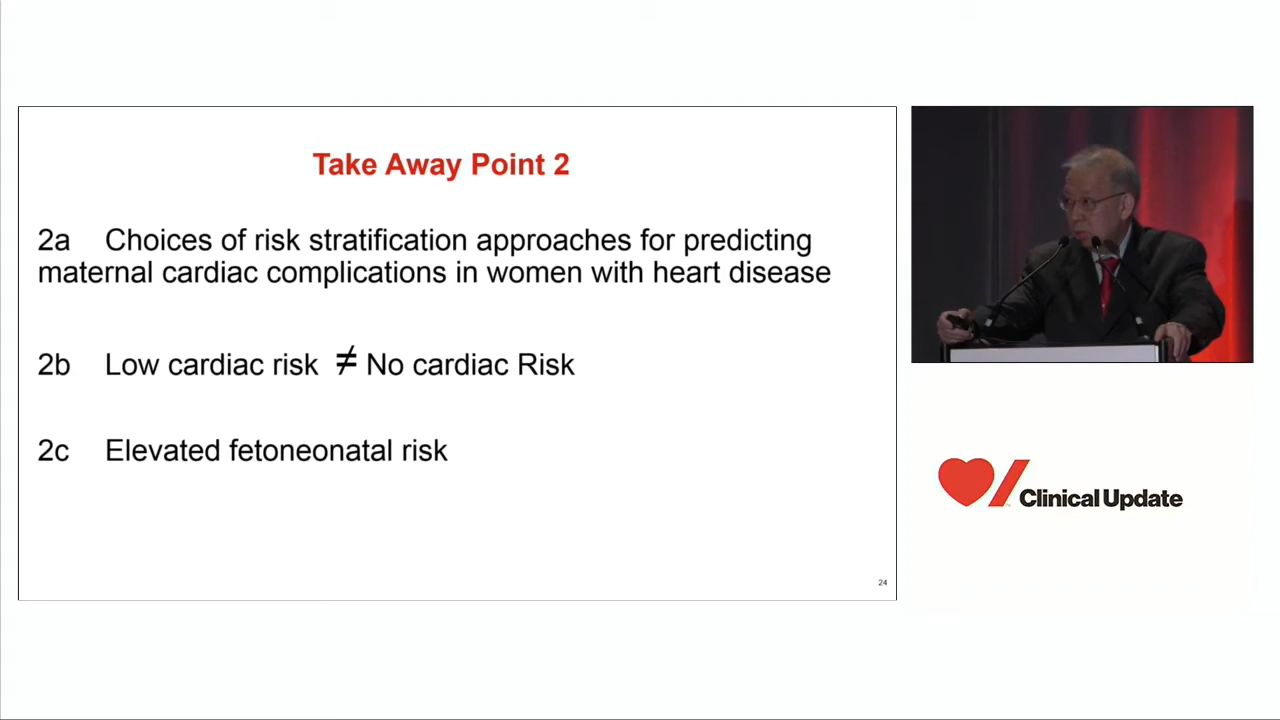 Take Away Point 2
2a Choices of risk stratification approaches for predicting
maternal cardiac complications in women with heart disease
2b Low cardiac risk ≠ No cardiac Risk
2c Elevated fetoneonatal risk
24
Clinical Update